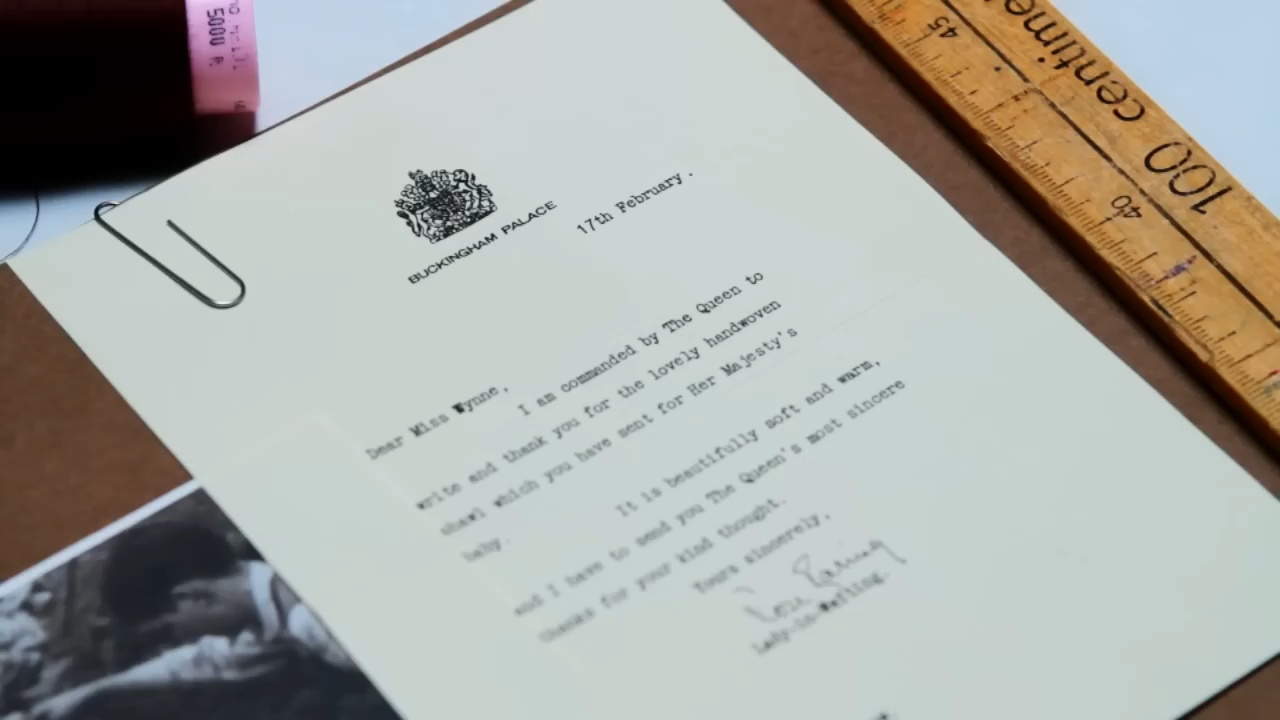 5000
BUCKINGHAM PALACE
17th February.
Dear Miss Wynne,
I am commanded by The Queen to
write and thank you for the lovely handwoven
shawl which you have sent for Her Majesty's
baby.
It is beautifully soft and warm,
and I have to send you The Queen's most sincere
thanks for your kind thought.
Yours sincerely,
Lady-in-Waiting.
45
40
100 centime